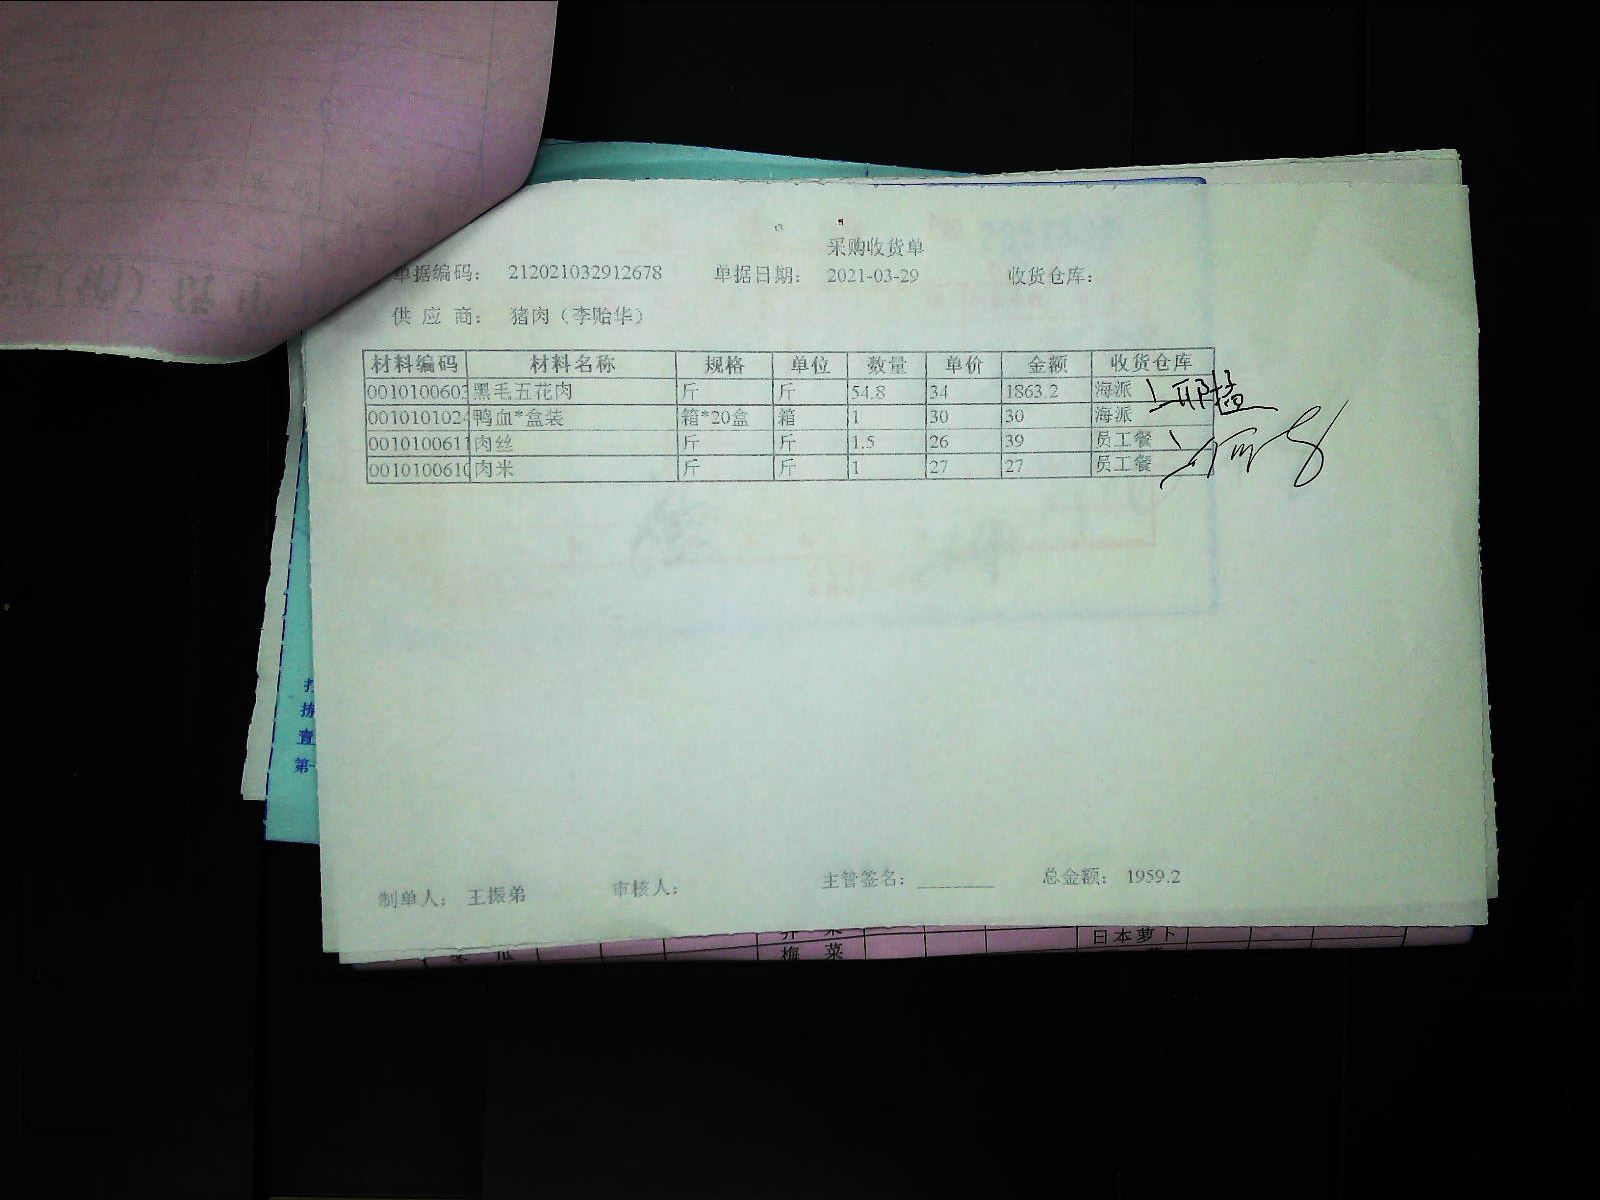 采购收货单
单据编码： 212021032912678 单据日期： 2021-03-29 收货仓库：
供 应 商： 猪肉（李贻华）
材料编码 材料名称 规格 单位 数量 单价 金额 收货仓库
0010100603 黑毛五花肉 斤 斤 54.8 34 1863.2 海派
0010101024 鸭血*盒装 箱*20盒 箱 1 30 30 海派
0010100611 肉丝 斤 斤 1.5 26 39 员工餐
0010100610 肉米 斤 斤 1 27 27 员工餐
制单人： 王振弟 审核人： 主管签名： 总金额： 1959.2
日本萝卜
梅 菜